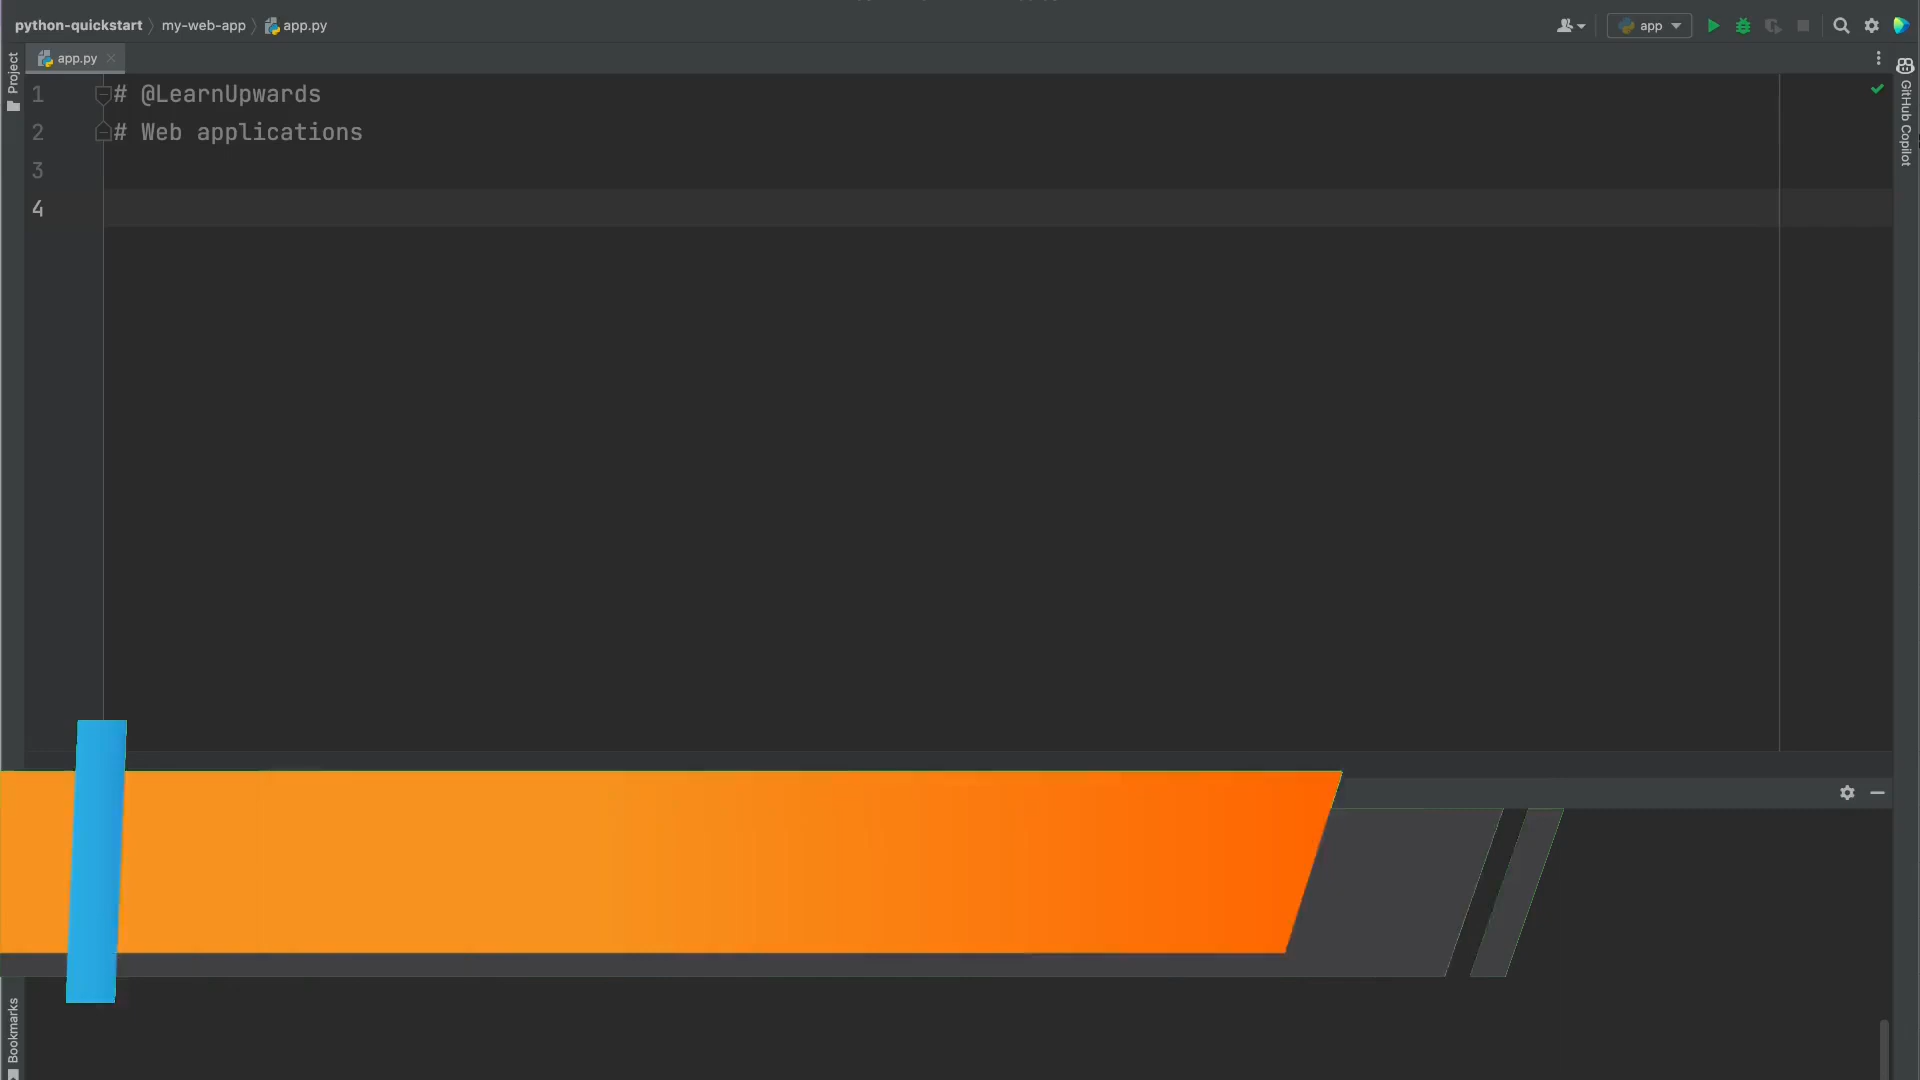 python-quickstart my-web-app app.py
app
app.py
Project
1 # @LearnUpwards
2 # Web applications
3
4
GitHub Copilot
Bookmarks